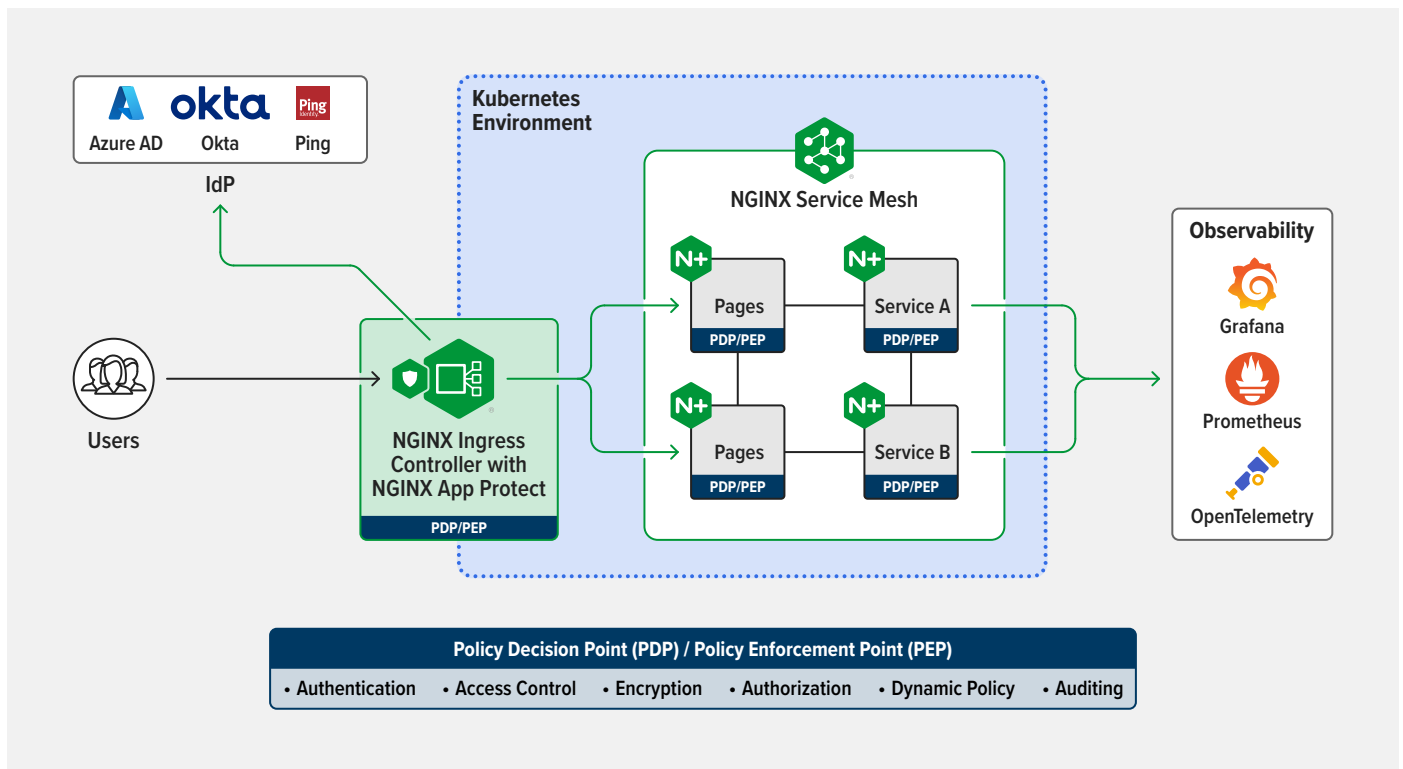 okta
Ping
Identity
Azure AD
Okta
Ping
IdP
Kubernetes
Environment
NGINX Service Mesh
N+
Pages
PDP/PEP
N+
Service A
PDP/PEP
N+
Pages
PDP/PEP
N+
Service B
PDP/PEP
Users
NGINX Ingress
Controller with
NGINX App Protect
PDP/PEP
Observability
Grafana
Prometheus
OpenTelemetry
Policy Decision Point (PDP) / Policy Enforcement Point (PEP)
• Authentication • Access Control • Encryption • Authorization • Dynamic Policy • Auditing